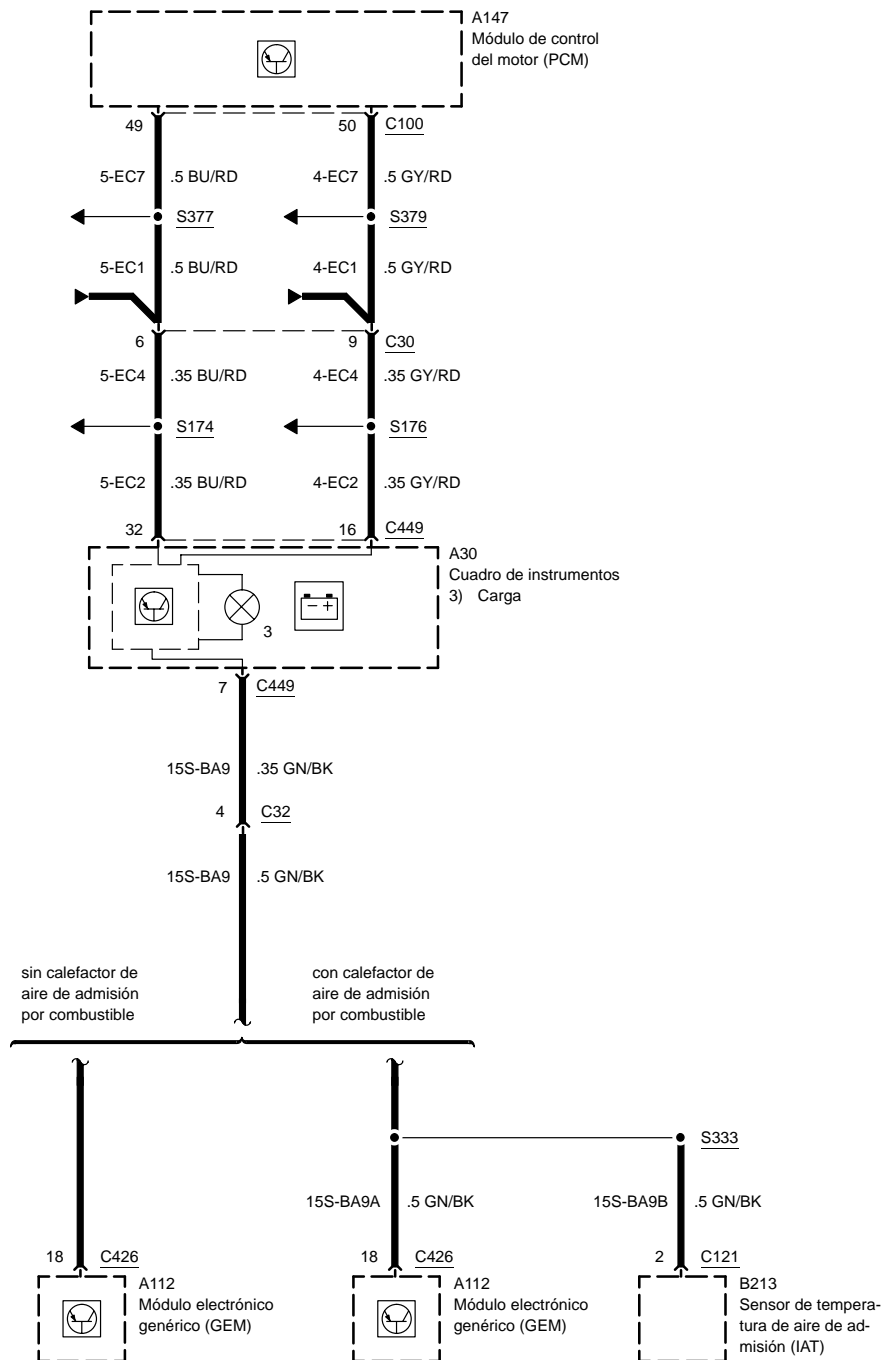 A147
Módulo de control
del motor (PCM)
49
50
C100
5-EC7
.5 BU/RD
4-EC7
.5 GY/RD
S377
S379
5-EC1
.5 BU/RD
4-EC1
.5 GY/RD
6
9
C30
5-EC4
.35 BU/RD
4-EC4
.35 GY/RD
S174
S176
5-EC2
.35 BU/RD
4-EC2
.35 GY/RD
32
16
C449
A30
Cuadro de instrumentos
3) Carga
3
7
C449
15S-BA9
.35 GN/BK
4
C32
15S-BA9
.5 GN/BK
sin calefactor de
aire de admisión
por combustible
con calefactor de
aire de admisión
por combustible
S333
15S-BA9A
.5 GN/BK
15S-BA9B
.5 GN/BK
18
C426
18
C426
2
C121
A112
Módulo electrónico
genérico (GEM)
A112
Módulo electrónico
genérico (GEM)
B213
Sensor de tempera-
tura de aire de ad-
misión (IAT)